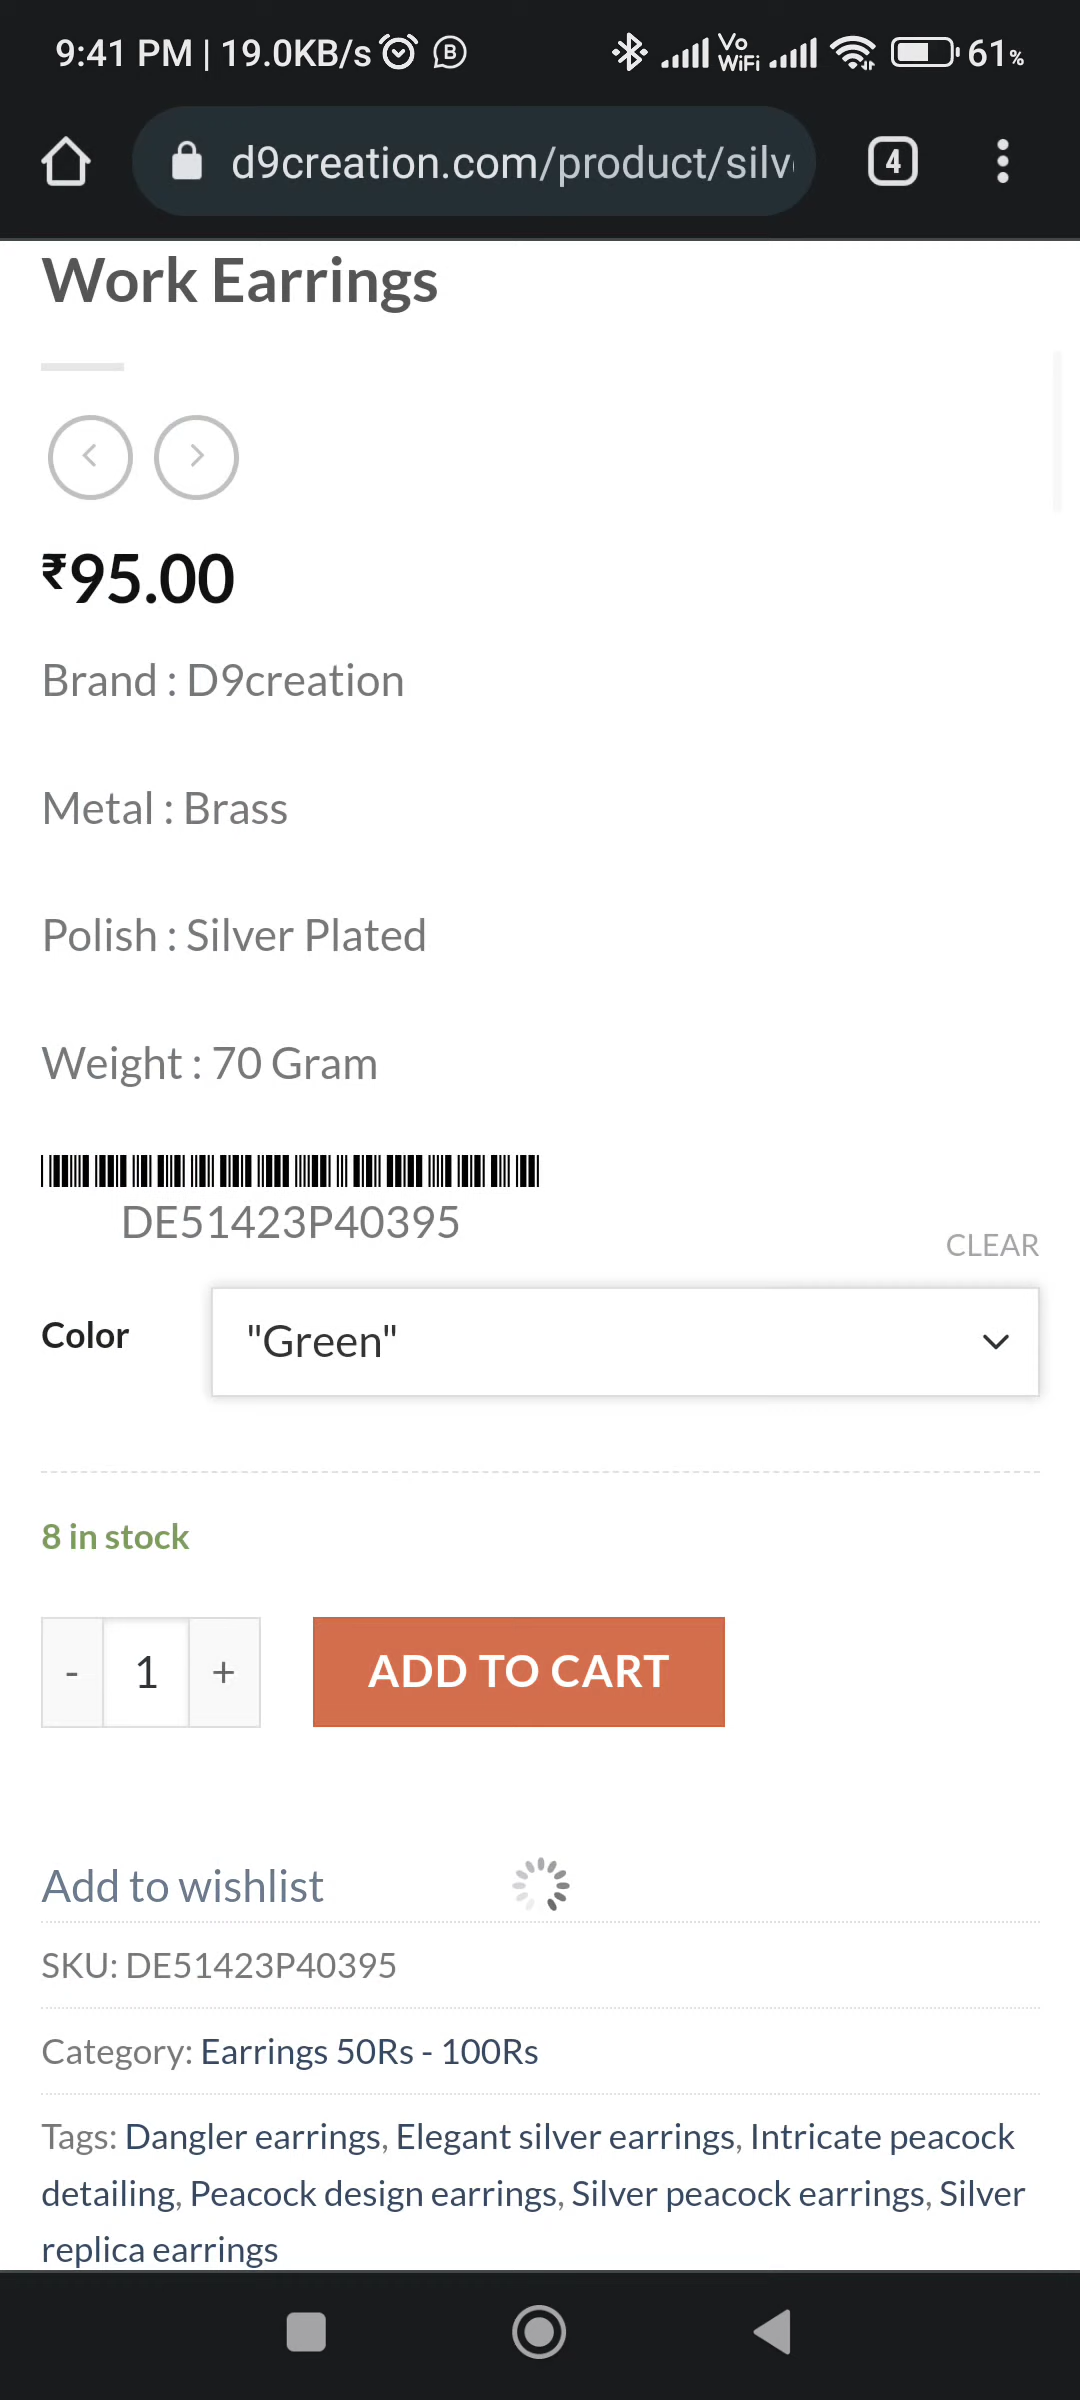 9:41 PM | 19.0KB/s B Vo WiFi 61%
d9creation.com/product/silv
4
Work Earrings
₹95.00
Brand : D9creation
Metal : Brass
Polish : Silver Plated
Weight : 70 Gram
DE51423P40395
CLEAR
Color "Green"
8 in stock
- 1 + ADD TO CART
Add to wishlist
SKU: DE51423P40395
Category: Earrings 50Rs - 100Rs
Tags: Dangler earrings, Elegant silver earrings, Intricate peacock
detailing, Peacock design earrings, Silver peacock earrings, Silver
replica earrings